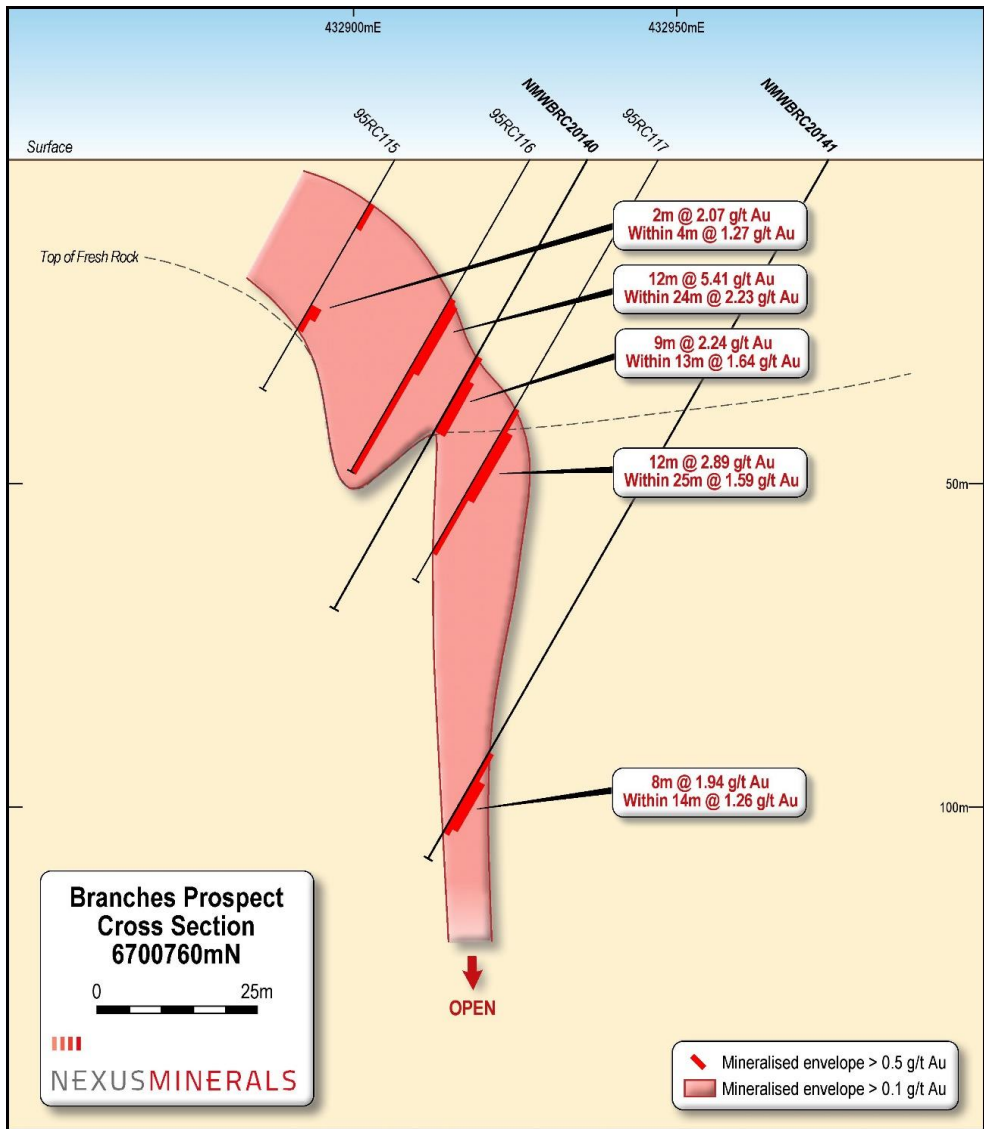 432900mE
432950mE
95RC115
95RC116
NMWBRC20140
95RC117
NMWBRC20141
Surface
Top of Fresh Rock
2m @ 2.07 g/t Au
Within 4m @ 1.27 g/t Au
12m @ 5.41 g/t Au
Within 24m @ 2.23 g/t Au
9m @ 2.24 g/t Au
Within 13m @ 1.64 g/t Au
12m @ 2.89 g/t Au
Within 25m @ 1.59 g/t Au
50m
8m @ 1.94 g/t Au
Within 14m @ 1.26 g/t Au
100m
OPEN
Branches Prospect
Cross Section
6700760mN
0 25m
NEXUSMINERALS
Mineralised envelope > 0.5 g/t Au
Mineralised envelope > 0.1 g/t Au